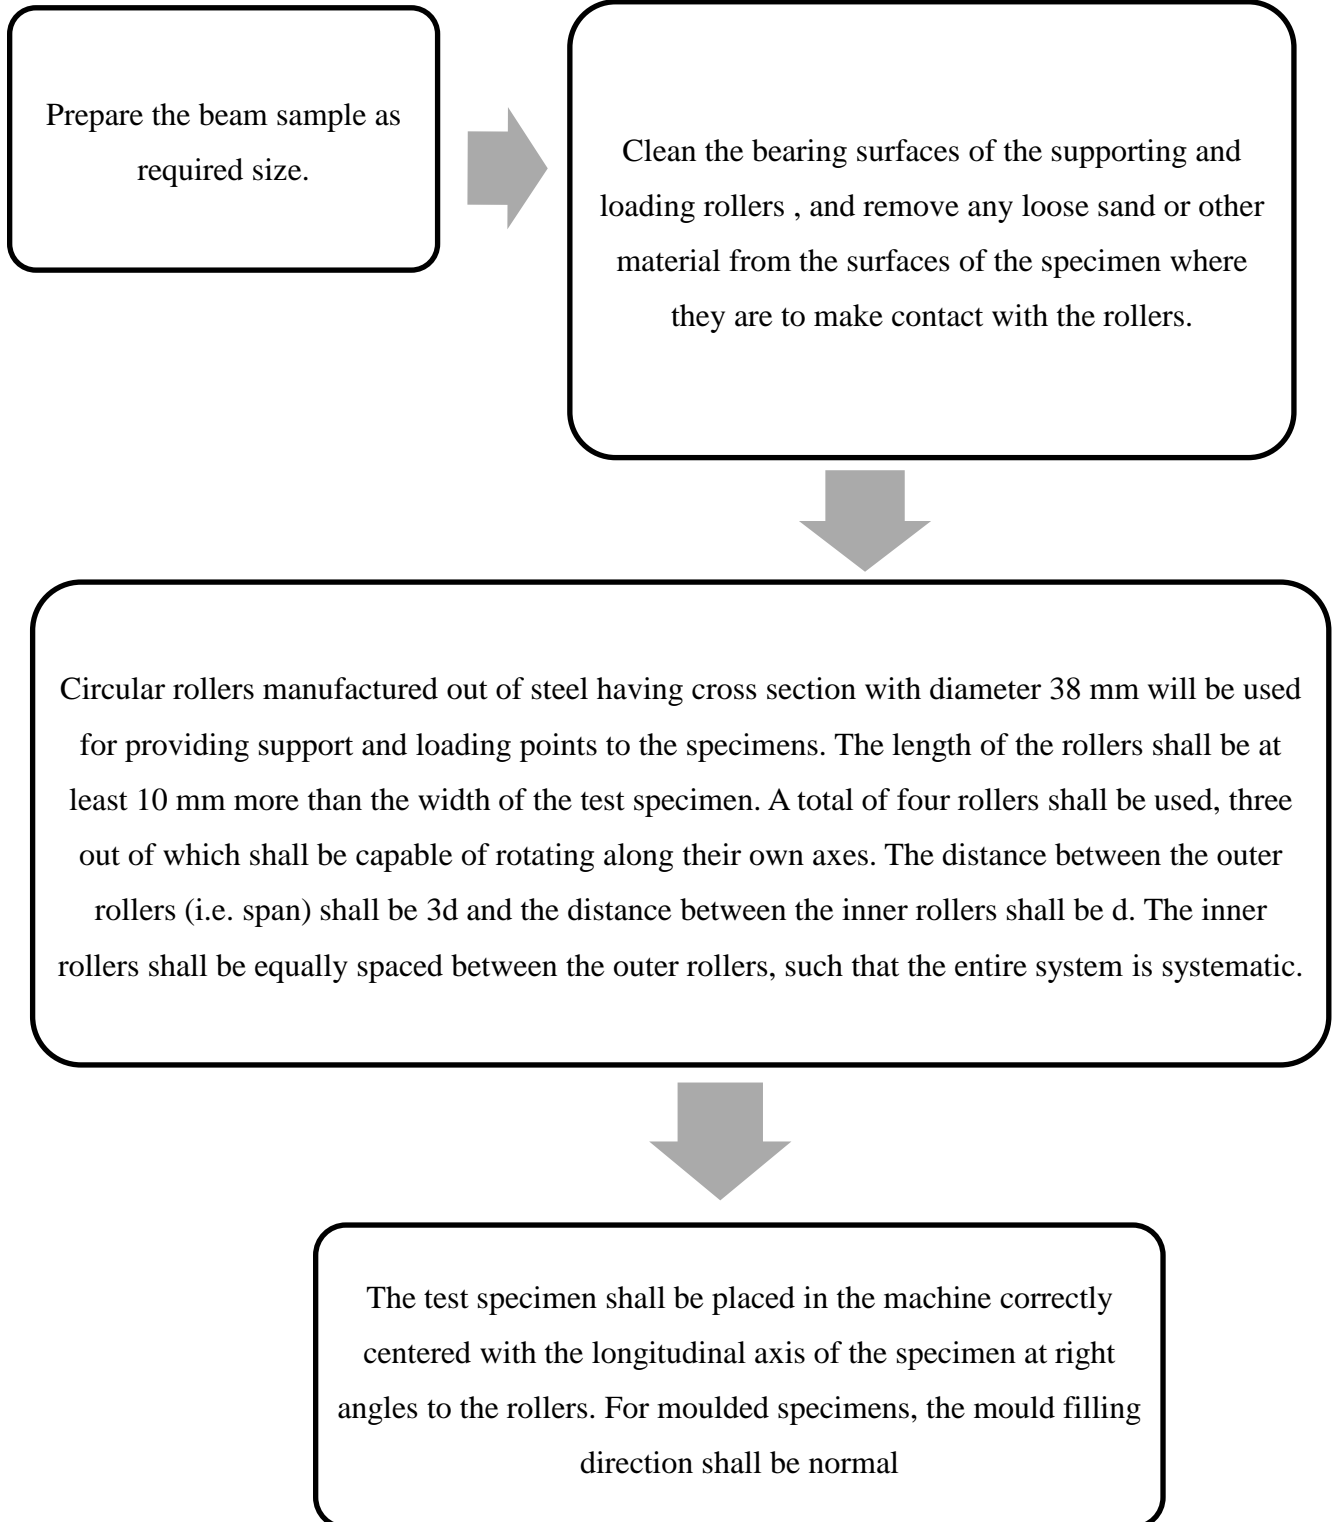 Prepare the beam sample as
required size.
Clean the bearing surfaces of the supporting and
loading rollers , and remove any loose sand or other
material from the surfaces of the specimen where
they are to make contact with the rollers.
Circular rollers manufactured out of steel having cross section with diameter 38 mm will be used
for providing support and loading points to the specimens. The length of the rollers shall be at
least 10 mm more than the width of the test specimen. A total of four rollers shall be used, three
out of which shall be capable of rotating along their own axes. The distance between the outer
rollers (i.e. span) shall be 3d and the distance between the inner rollers shall be d. The inner
rollers shall be equally spaced between the outer rollers, such that the entire system is systematic.
The test specimen shall be placed in the machine correctly
centered with the longitudinal axis of the specimen at right
angles to the rollers. For moulded specimens, the mould filling
direction shall be normal